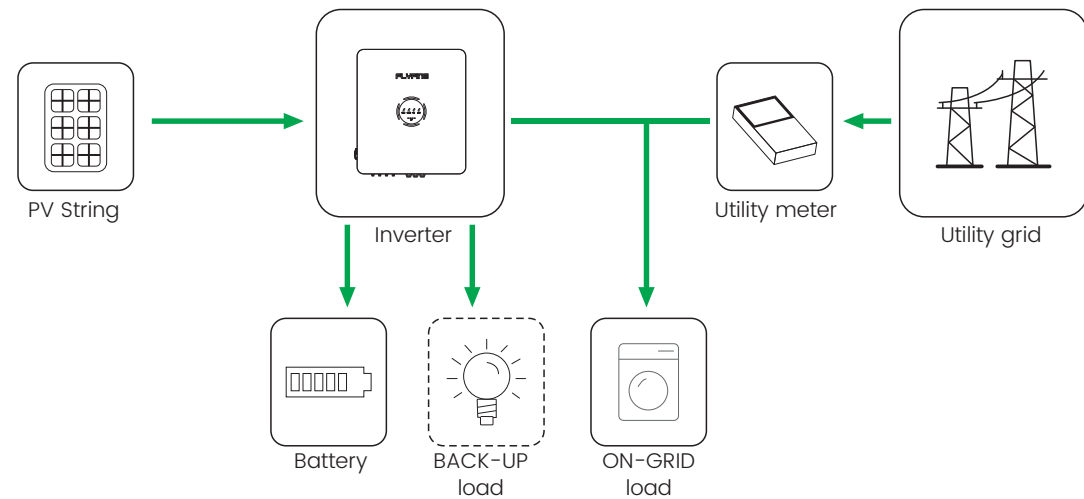 PV String
Inverter
Utility meter
Utility grid
Battery
BACK-UP
load
ON-GRID
load